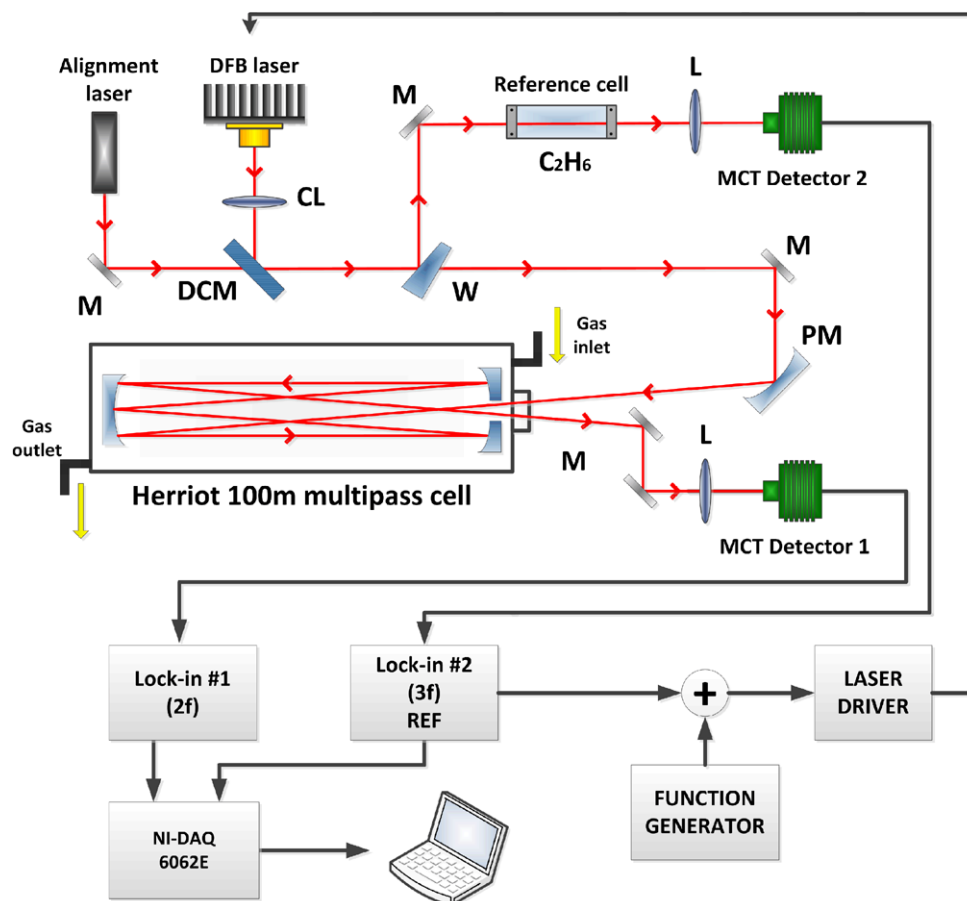 Alignment
laser
DFB laser
CL
M
DCM
M
Reference cell
C₂H₆
L
MCT Detector 2
W
M
PM
Gas
inlet
Gas
outlet
Herriot 100m multipass cell
M
L
MCT Detector 1
Lock-in #1
(2f)
Lock-in #2
(3f)
REF
+
LASER
DRIVER
FUNCTION
GENERATOR
NI-DAQ
6062E